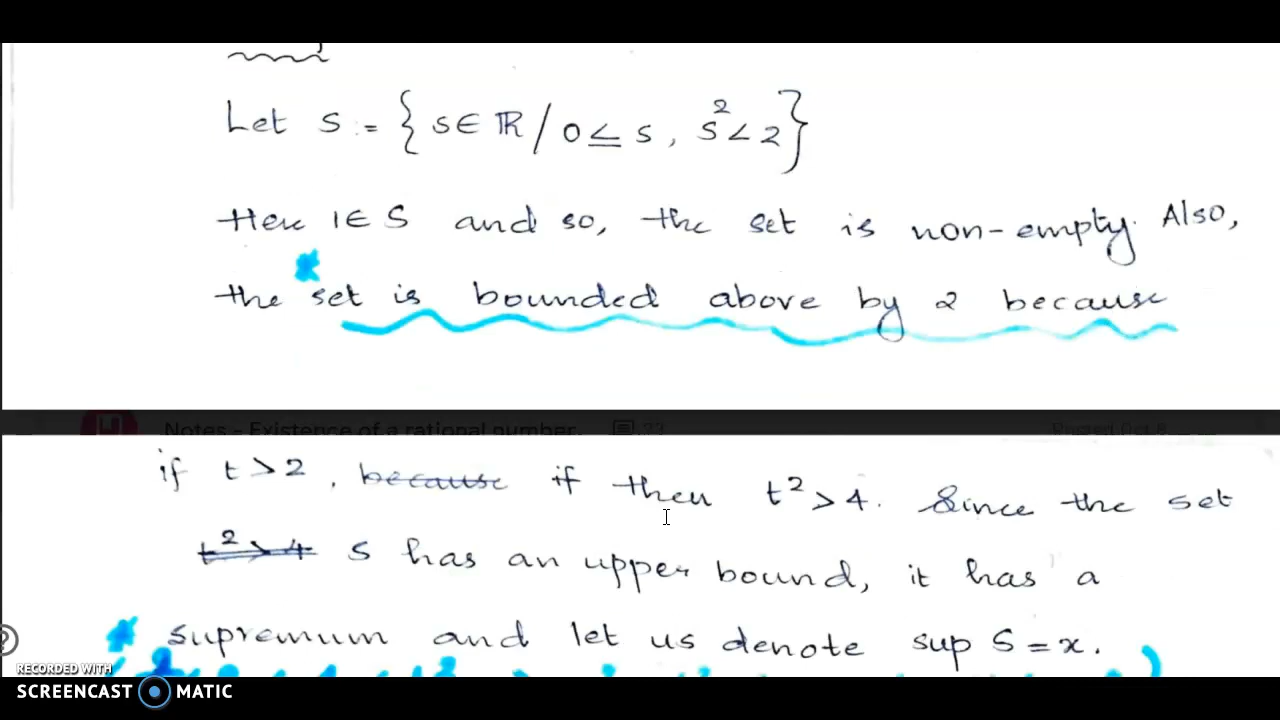 Let S := { s ∈ ℝ / 0 ≤ s , s² < 2 }
Here 1 ∈ S and so, the set is non-empty. Also,
the set is bounded above by 2 because
Notes - Existence of a rational number.
if t > 2 , because if then t² > 4. Since the set
t² > 4 S has an upper bound, it has a
supremum and let us denote sup S = x.
RECORDED WITH
SCREENCAST MATIC